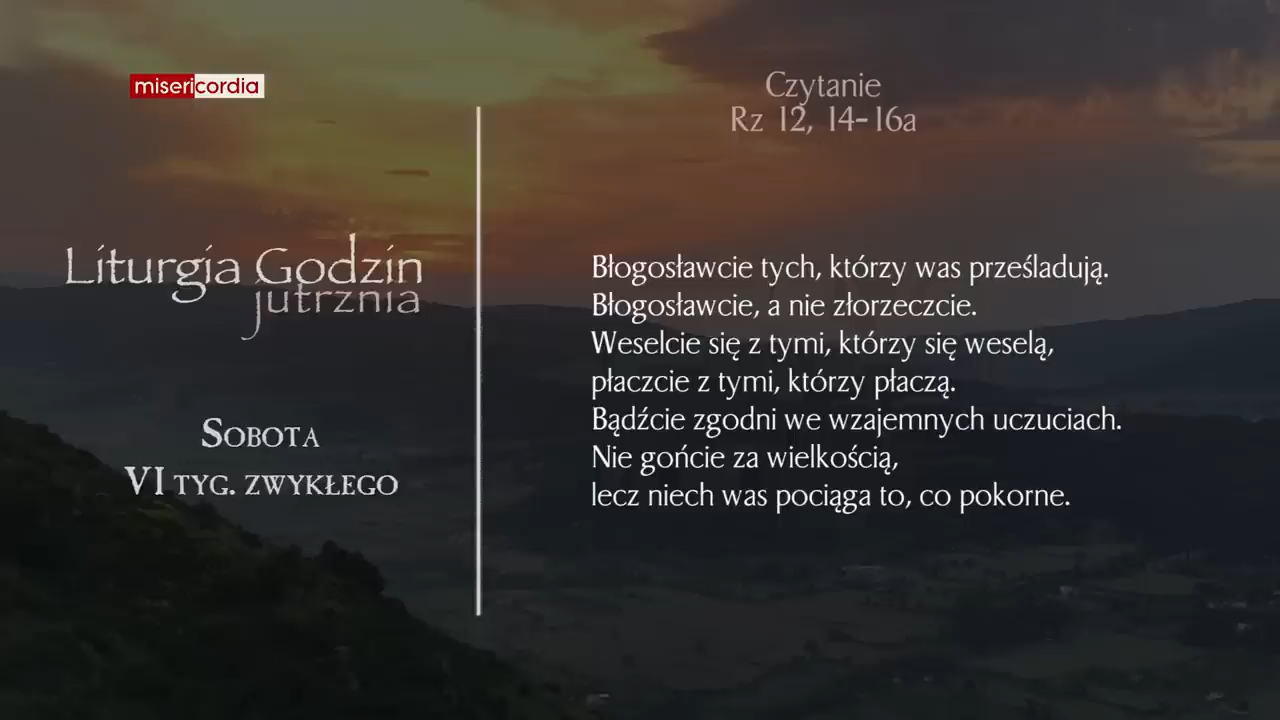 misericordia
Liturgia Godzin
jutrznia
Sobota
VI tyg. zwykłego
Czytanie
Rz 12, 14-16a
Błogosławcie tych, którzy was prześladują.
Błogosławcie, a nie złorzeczcie.
Weselcie się z tymi, którzy się weselą,
płaczcie z tymi, którzy płaczą.
Bądźcie zgodni we wzajemnych uczuciach.
Nie gońcie za wielkością,
lecz niech was pociąga to, co pokorne.